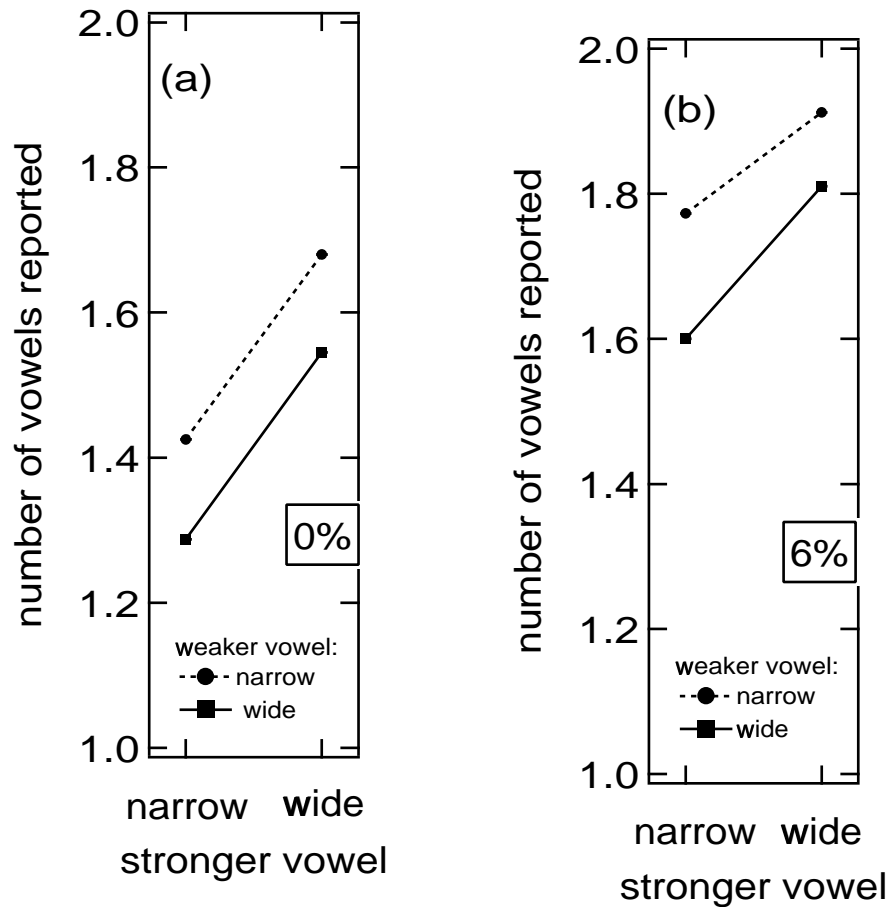 number of vowels reported
2.0
1.8
1.6
1.4
1.2
1.0
(a)
0%
weaker vowel:
narrow
wide
narrow wide
stronger vowel
number of vowels reported
2.0
1.8
1.6
1.4
1.2
1.0
(b)
6%
weaker vowel:
narrow
wide
narrow wide
stronger vowel